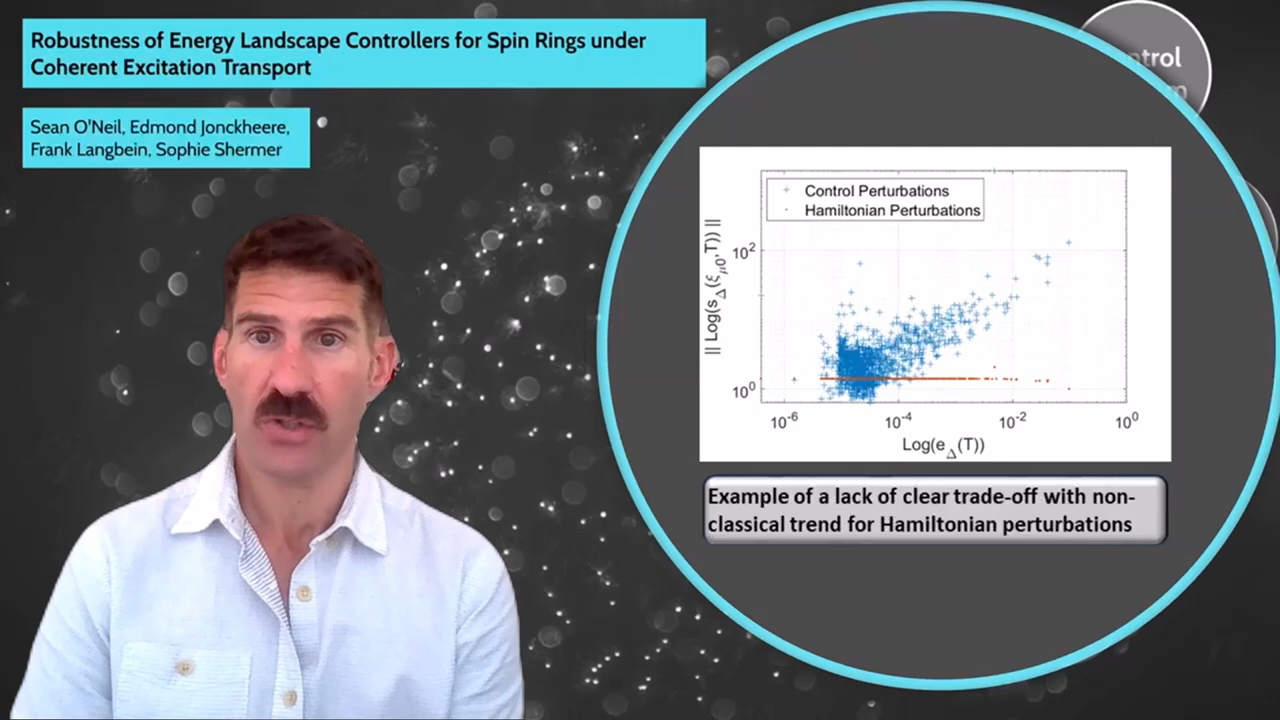 Robustness of Energy Landscape Controllers for Spin Rings under
Coherent Excitation Transport
Sean O'Neil, Edmond Jonckheere,
Frank Langbein, Sophie Shermer
ntrol
m
Control Perturbations
Hamiltonian Perturbations
|| Log(s_Δ(ξ_μ0,T)) ||
10^2
10^0
10^-6
10^-4
10^-2
10^0
Log(e_Δ(T))
Example of a lack of clear trade-off with non-
classical trend for Hamiltonian perturbations